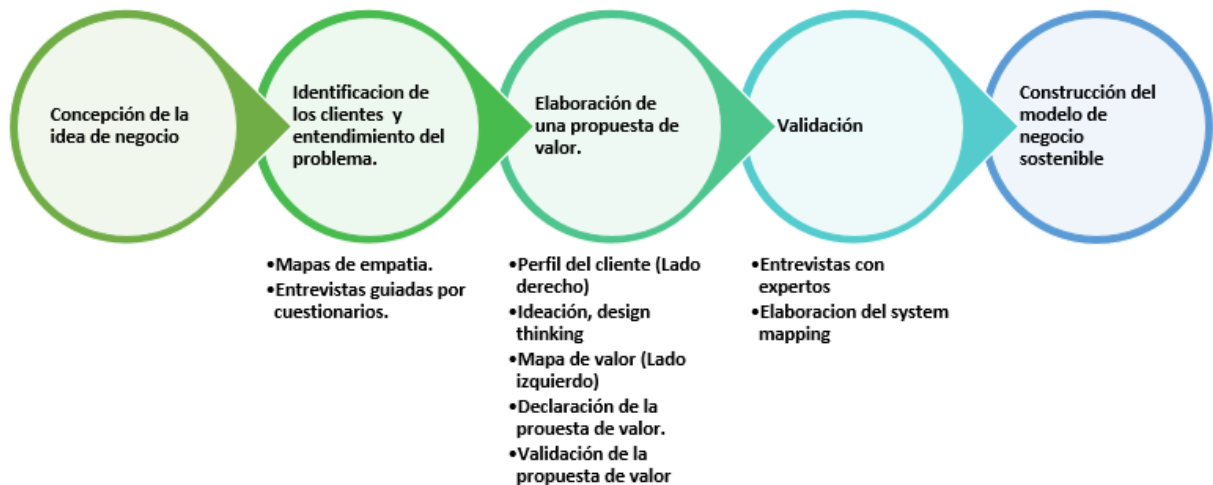 Concepción de la
idea de negocio
Identificacion de
los clientes y
entendimiento del
problema.
•Mapas de empatia.
•Entrevistas guiadas por
cuestionarios.
Elaboración de
una propuesta de
valor.
•Perfil del cliente (Lado
derecho)
•Ideación, design
thinking
•Mapa de valor (Lado
izquierdo)
•Declaración de la
prouesta de valor.
•Validación de la
propuesta de valor
Validación
•Entrevistas con
expertos
•Elaboracion del system
mapping
Construcción del
modelo de
negocio
sostenible